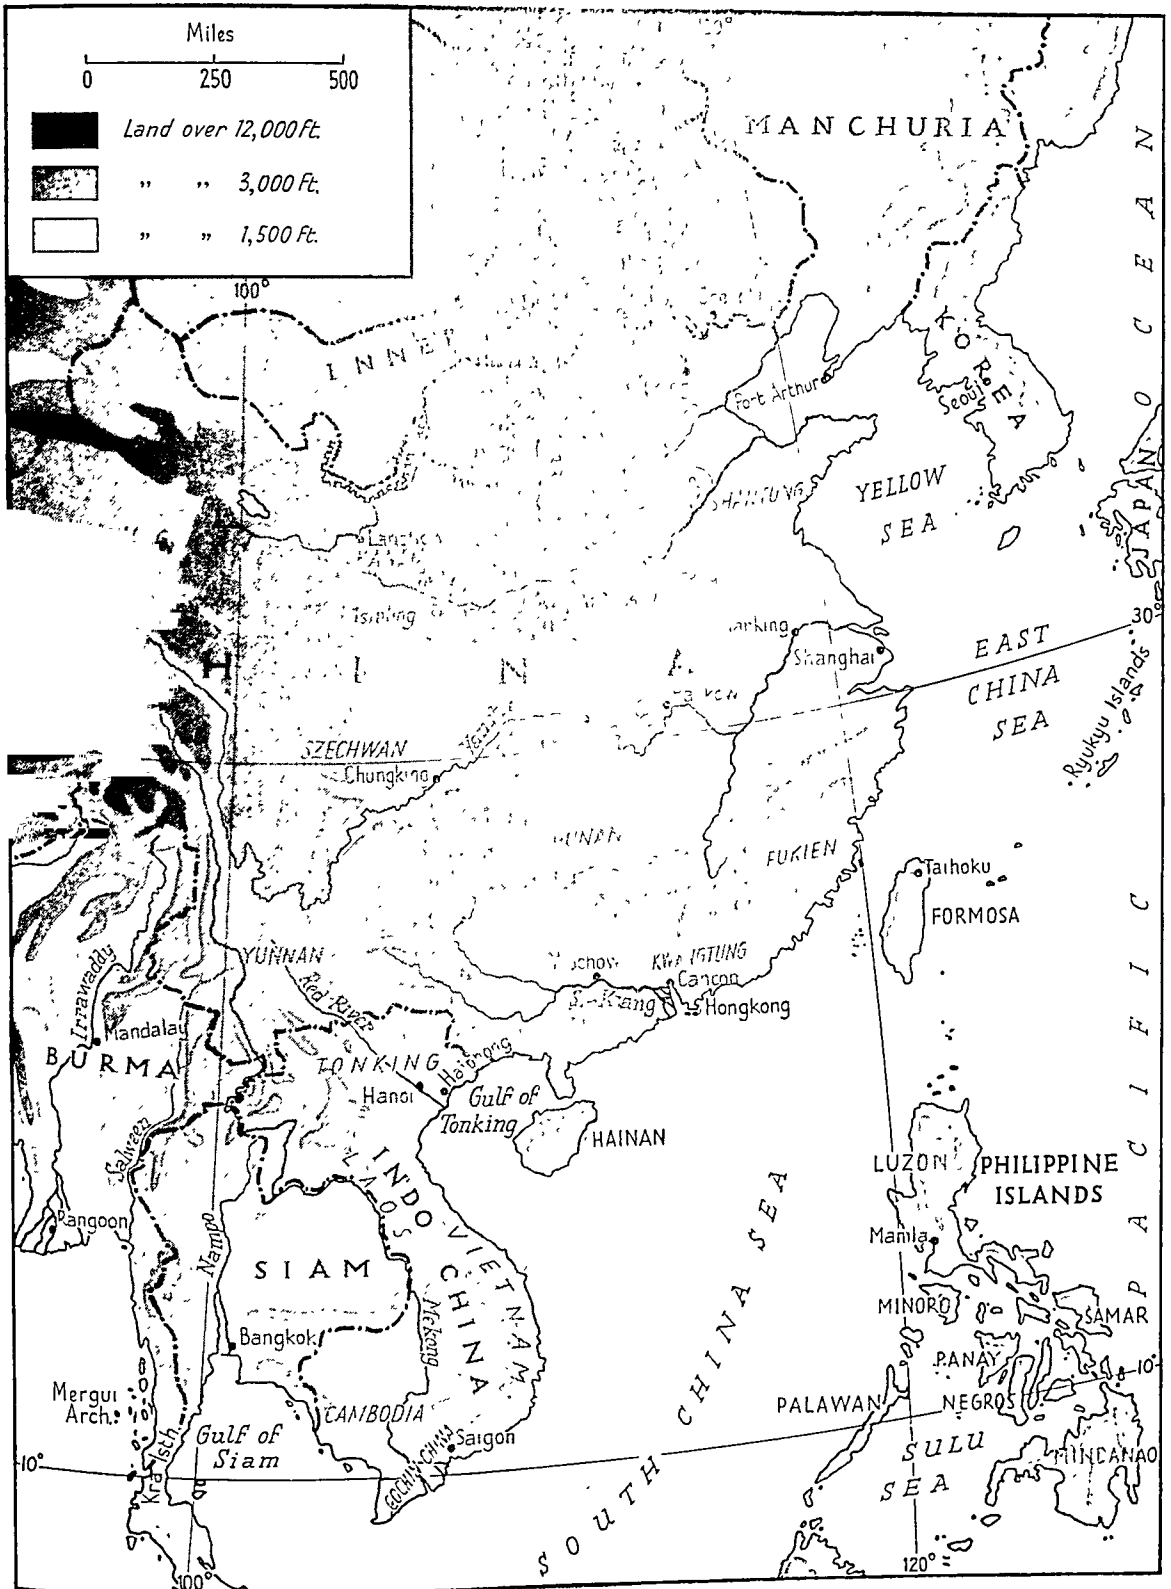 Miles
0 250 500
Land over 12,000 Ft.
„ „ 3,000 Ft.
„ „ 1,500 Ft.
100°
MANCHURIA
INNER
KOREA
Seoul
Port Arthur
SHANTUNG
YELLOW
SEA
JAPAN
PACIFIC OCEAN
30°
Shanghai
EAST
CHINA
SEA
Ryukyu Islands
H I N A
SZECHWAN
Chungking
FUKIEN
Taihoku
FORMOSA
YUNNAN
Red River
KWANGTUNG
Hongkong
Irrawaddy
Mandalay
BURMA
TONKING
Hanoi
Haiphong
Gulf of
Tonking
HAINAN
Salween
Rangoon
LAOS
INDO CHINA
VIETNAM
Nampo
SIAM
Mekong
Bangkok
LUZON
PHILIPPINE
ISLANDS
Manila
MINORO
SAMAR
PANAY
NEGROS
PALAWAN
10°
Mergui
Arch.
Kra Isth.
Gulf of
Siam
CAMBODIA
COCHIN-CHINA
Saigon
10°
SOUTH CHINA SEA
SULU
SEA
MINDANAO
100°
120°